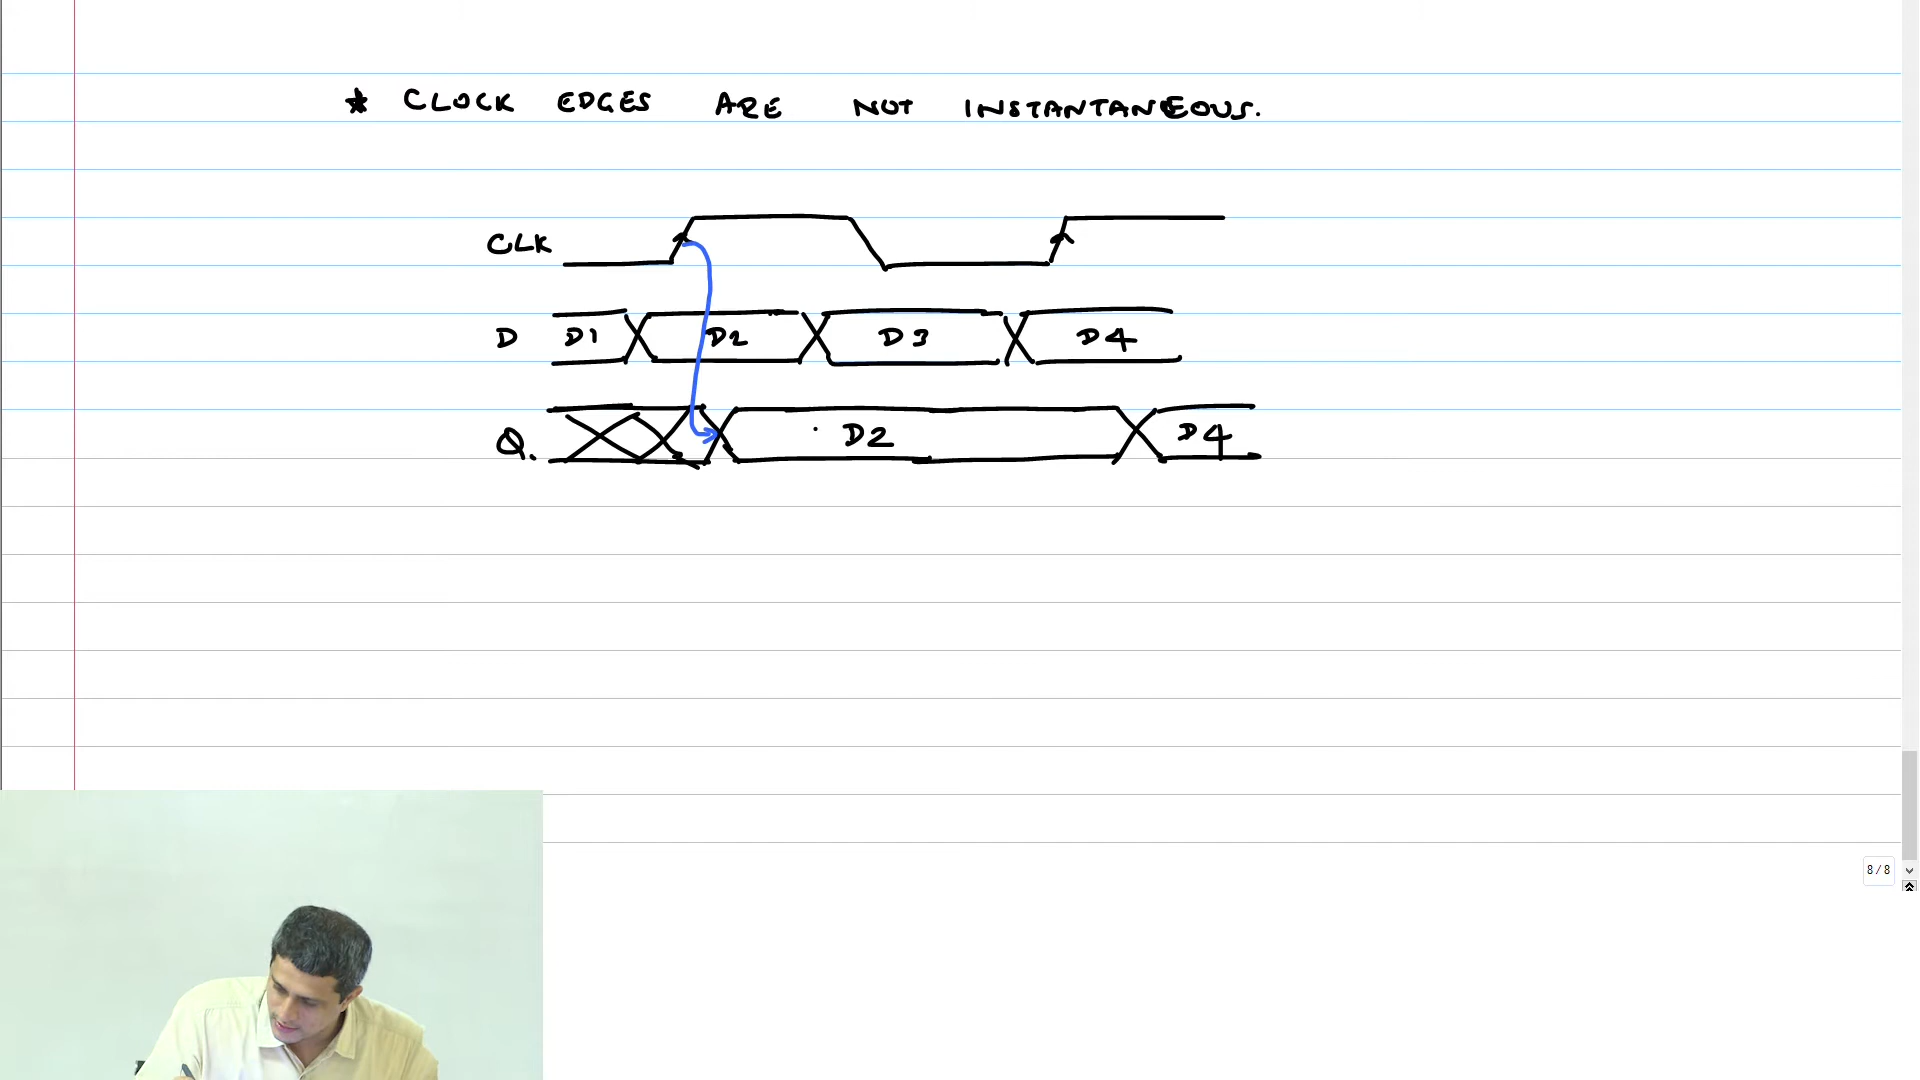 * CLOCK EDGES ARE NOT INSTANTANEOUS.
CLK
D D1 D2 D3 D4
Q. D2 D4
8/8